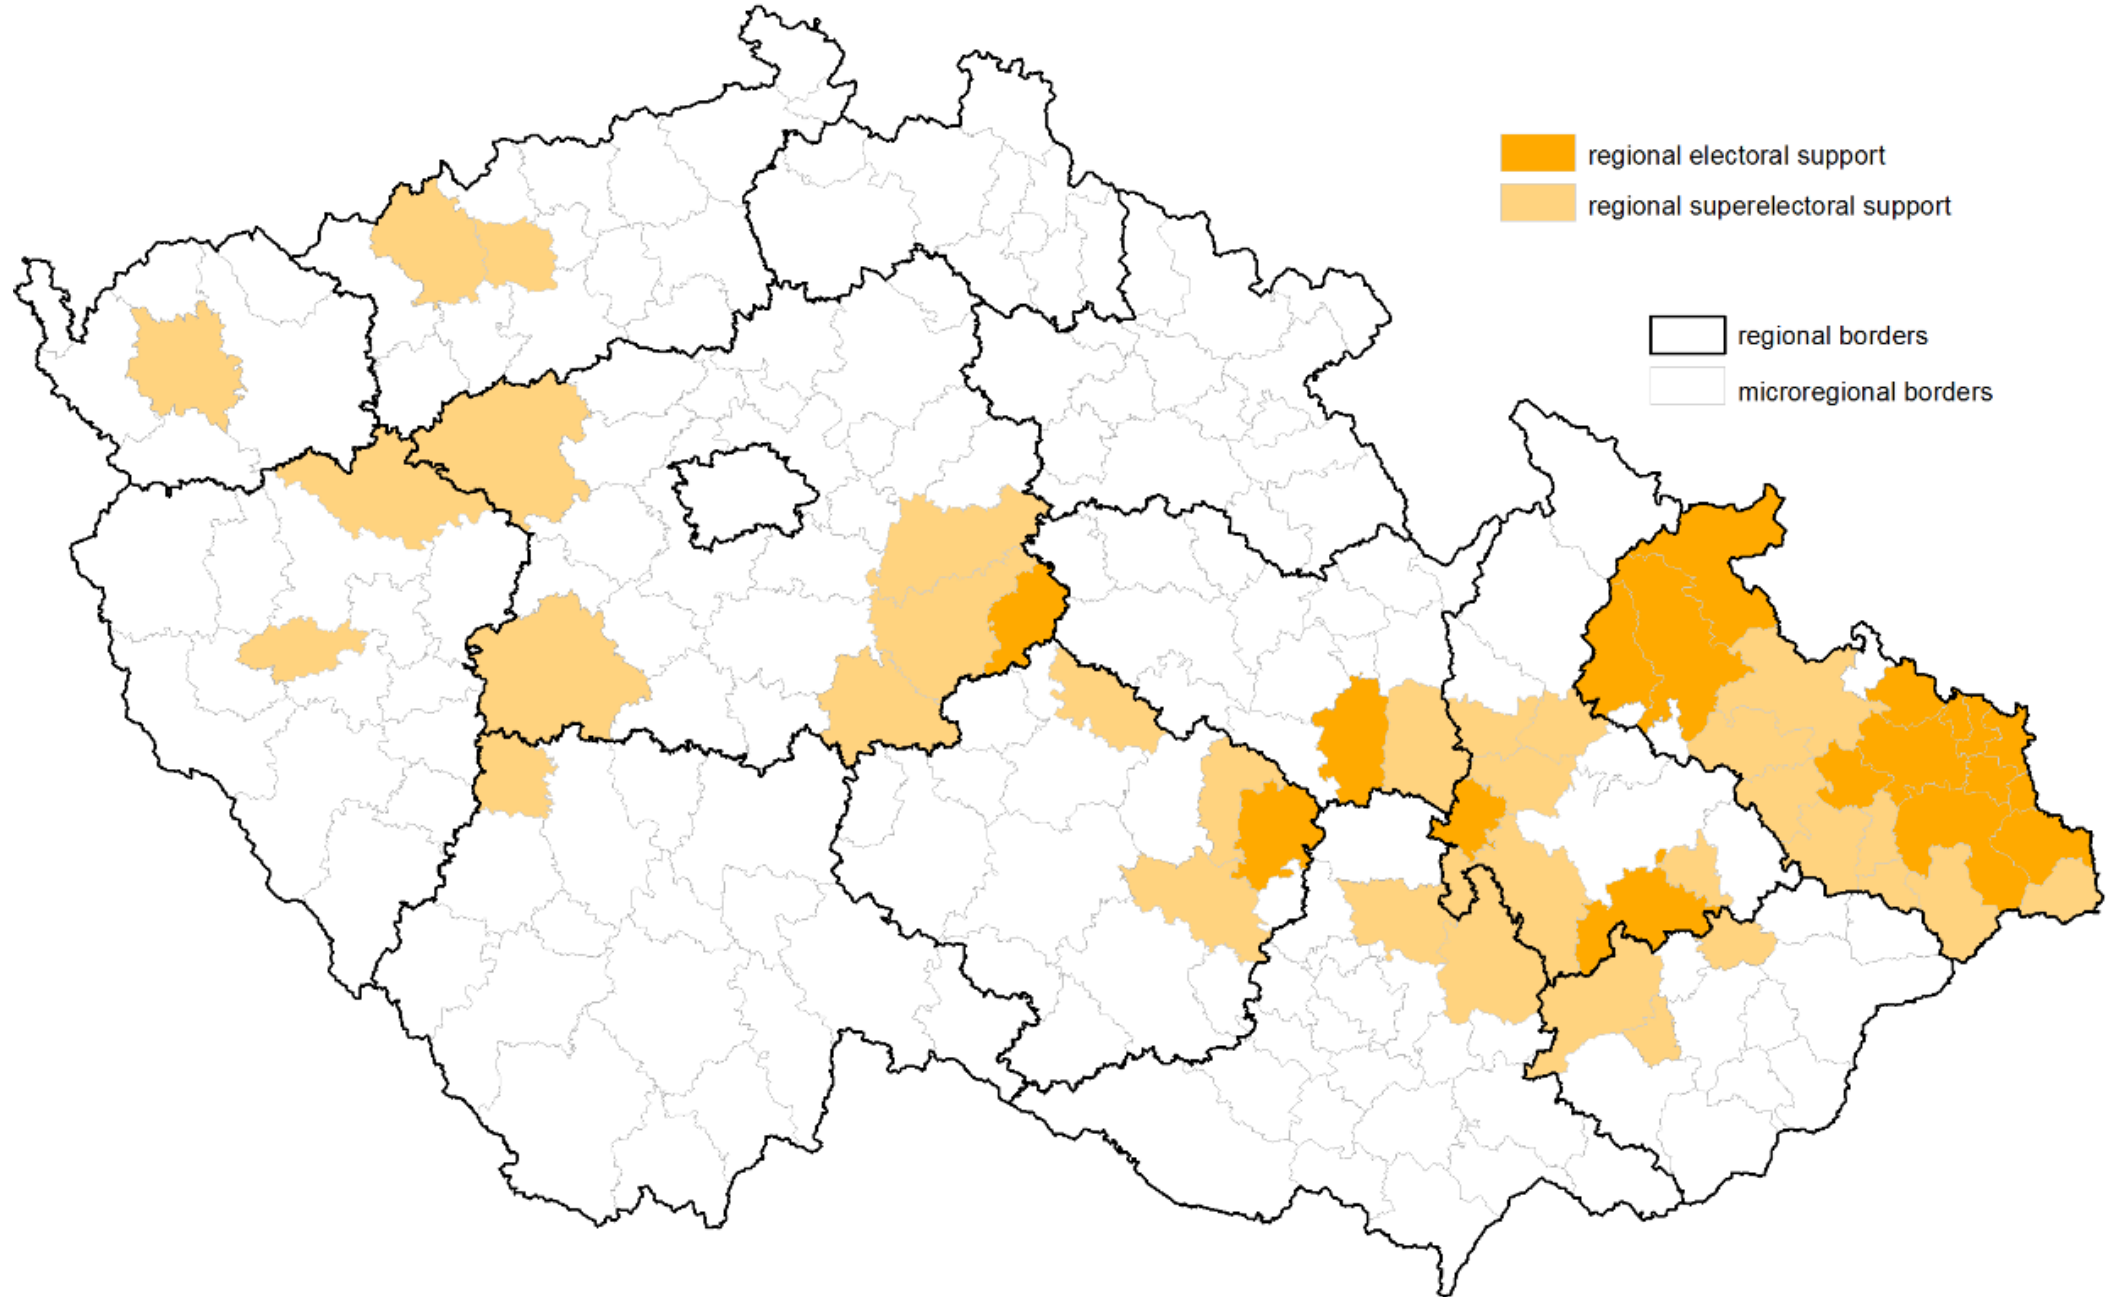 regional electoral support
regional superelectoral support
regional borders
microregional borders